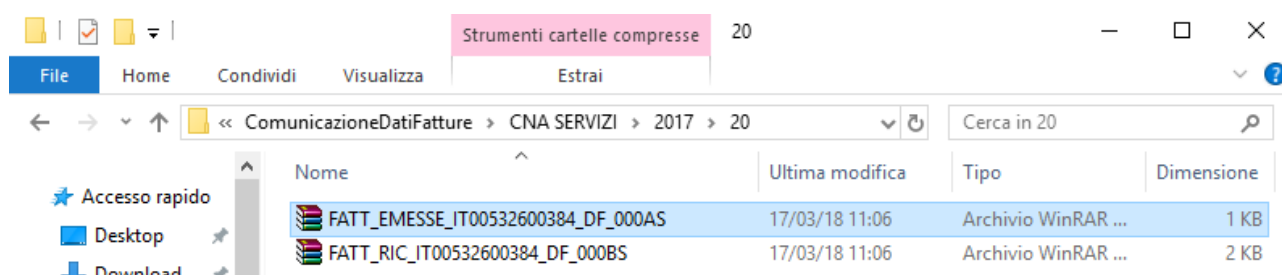 Strumenti cartelle compresse 20
File Home Condividi Visualizza Estrai
« ComunicazioneDatiFatture > CNA SERVIZI > 2017 > 20 Cerca in 20
Nome Ultima modifica Tipo Dimensione
Accesso rapido
FATT_EMESSE_IT00532600384_DF_000AS 17/03/18 11:06 Archivio WinRAR ... 1 KB
Desktop
FATT_RIC_IT00532600384_DF_000BS 17/03/18 11:06 Archivio WinRAR ... 2 KB
Download